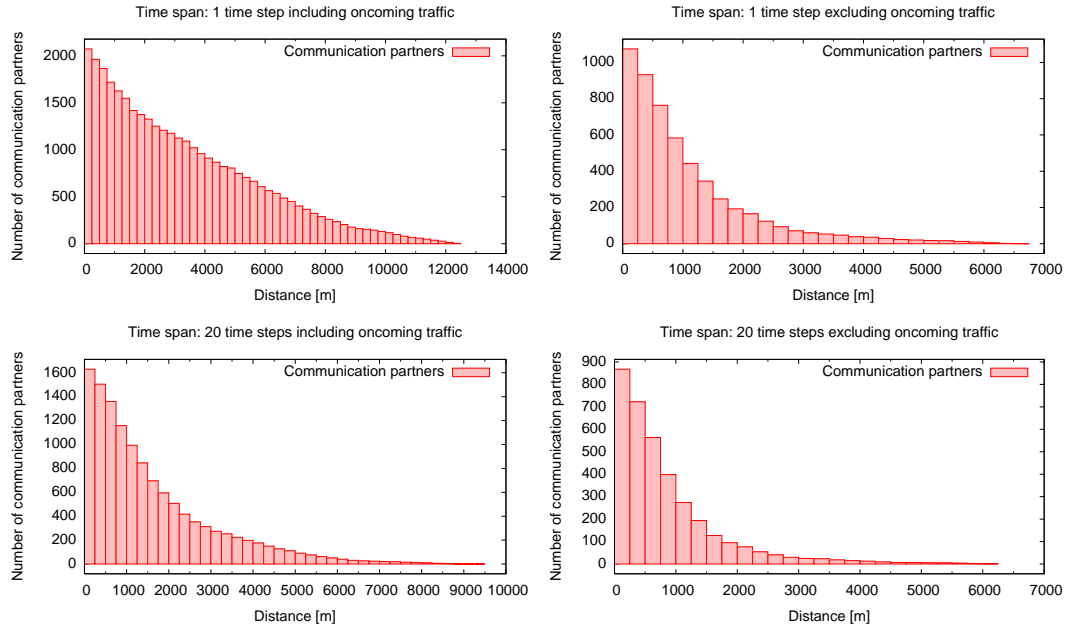 Time span: 1 time step including oncoming traffic
Number of communication partners
2000
1500
1000
500
0
Communication partners
0 2000 4000 6000 8000 10000 12000 14000
Distance [m]
Time span: 1 time step excluding oncoming traffic
Number of communication partners
1000
800
600
400
200
0
Communication partners
0 1000 2000 3000 4000 5000 6000 7000
Distance [m]
Time span: 20 time steps including oncoming traffic
Number of communication partners
1600
1400
1200
1000
800
600
400
200
0
Communication partners
0 1000 2000 3000 4000 5000 6000 7000 8000 9000 10000
Distance [m]
Time span: 20 time steps excluding oncoming traffic
Number of communication partners
900
800
700
600
500
400
300
200
100
0
Communication partners
0 1000 2000 3000 4000 5000 6000 7000
Distance [m]